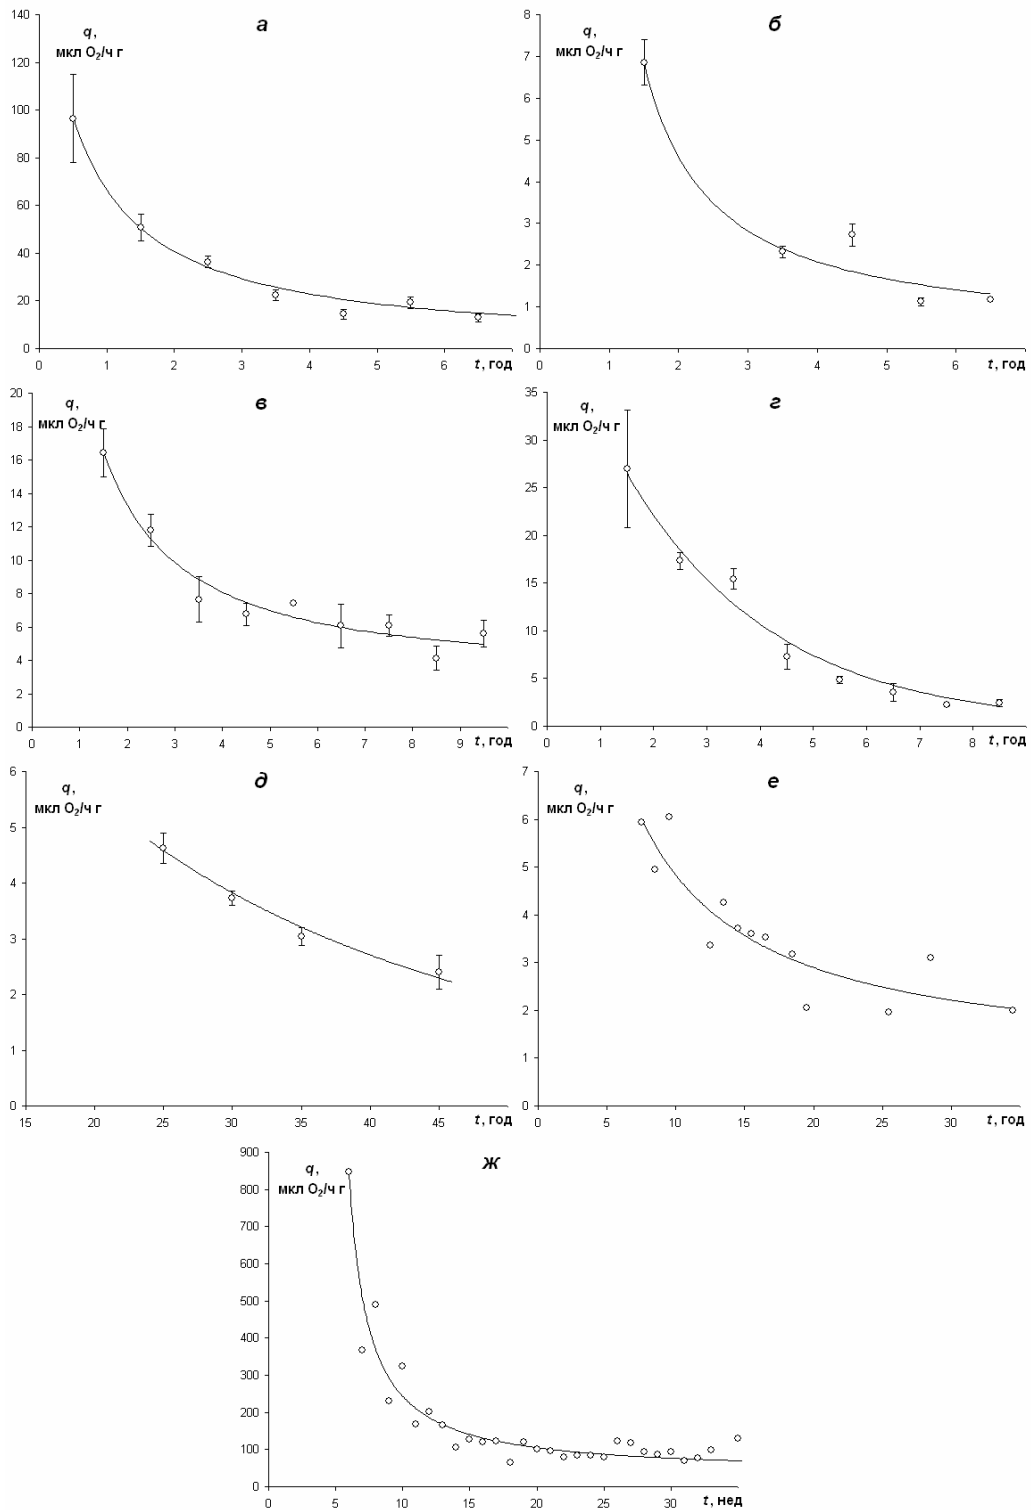 а
q,
мкл O₂/ч г
140
120
100
80
60
40
20
0
0 1 2 3 4 5 6 t, год
б
q,
мкл O₂/ч г
8
7
6
5
4
3
2
1
0
0 1 2 3 4 5 6 t, год
в
q,
мкл O₂/ч г
20
18
16
14
12
10
8
6
4
2
0
0 1 2 3 4 5 6 7 8 9 t, год
г
q,
мкл O₂/ч г
35
30
25
20
15
10
5
0
0 1 2 3 4 5 6 7 8 t, год
д
q,
мкл O₂/ч г
6
5
4
3
2
1
0
15 20 25 30 35 40 45 t, год
е
q,
мкл O₂/ч г
7
6
5
4
3
2
1
0
0 5 10 15 20 25 30 t, год
ж
q,
мкл O₂/ч г
900
800
700
600
500
400
300
200
100
0
0 5 10 15 20 25 30 t, нед